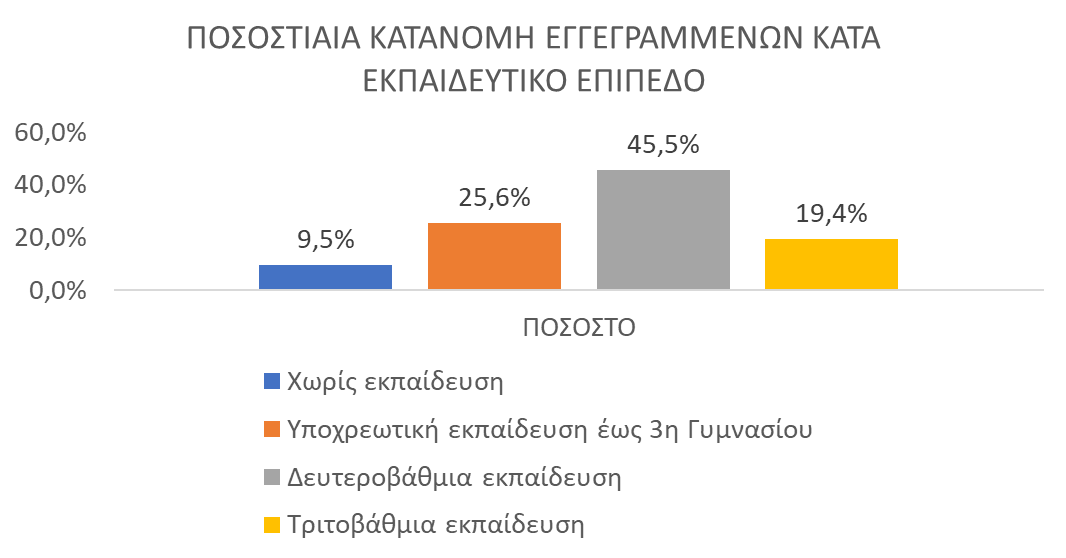 ΠΟΣΟΣΤΙΑΙΑ ΚΑΤΑΝΟΜΗ ΕΓΓΕΓΡΑΜΜΕΝΩΝ ΚΑΤΑ
ΕΚΠΑΙΔΕΥΤΙΚΟ ΕΠΙΠΕΔΟ
60,0%
40,0%
20,0%
0,0%
9,5%
25,6%
45,5%
19,4%
ΠΟΣΟΣΤΟ
Χωρίς εκπαίδευση
Υποχρεωτική εκπαίδευση έως 3η Γυμνασίου
Δευτεροβάθμια εκπαίδευση
Τριτοβάθμια εκπαίδευση